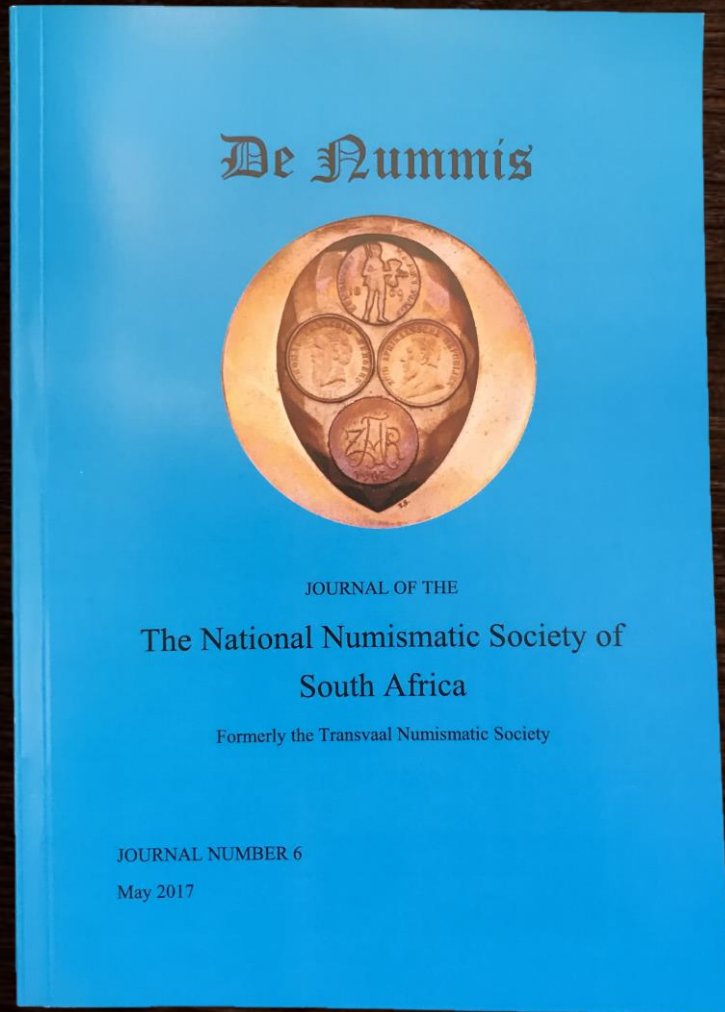 De Nummis
JOURNAL OF THE
The National Numismatic Society of
South Africa
Formerly the Transvaal Numismatic Society
JOURNAL NUMBER 6
May 2017